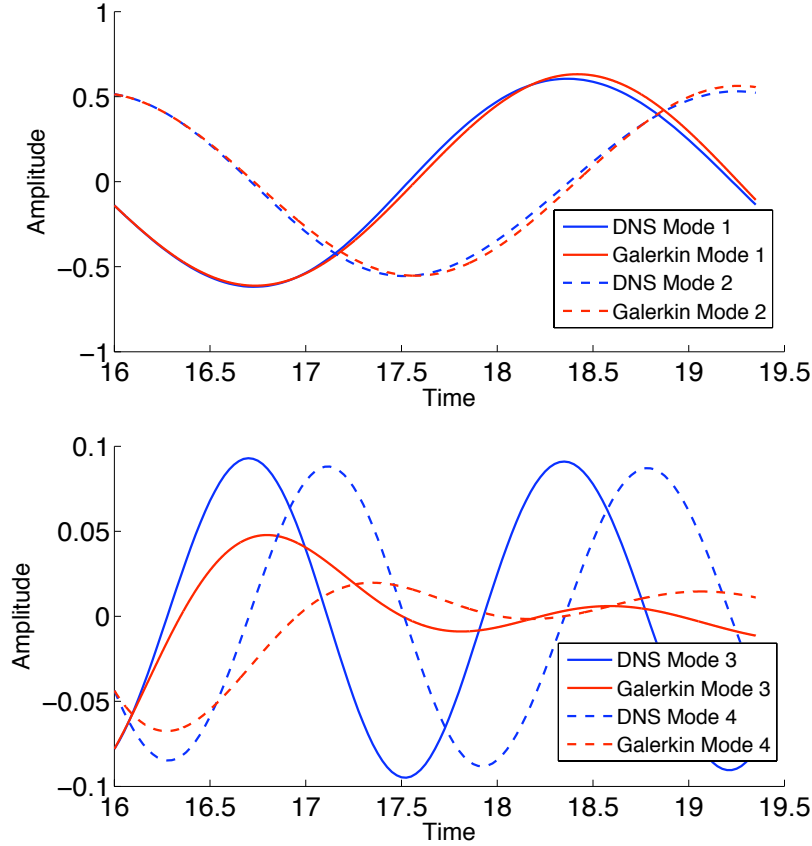 1
0.5
0
−0.5
−1
Amplitude
16
16.5
17
17.5
18
18.5
19
19.5
Time
DNS Mode 1
Galerkin Mode 1
DNS Mode 2
Galerkin Mode 2
0.1
0.05
0
−0.05
−0.1
Amplitude
16
16.5
17
17.5
18
18.5
19
19.5
Time
DNS Mode 3
Galerkin Mode 3
DNS Mode 4
Galerkin Mode 4